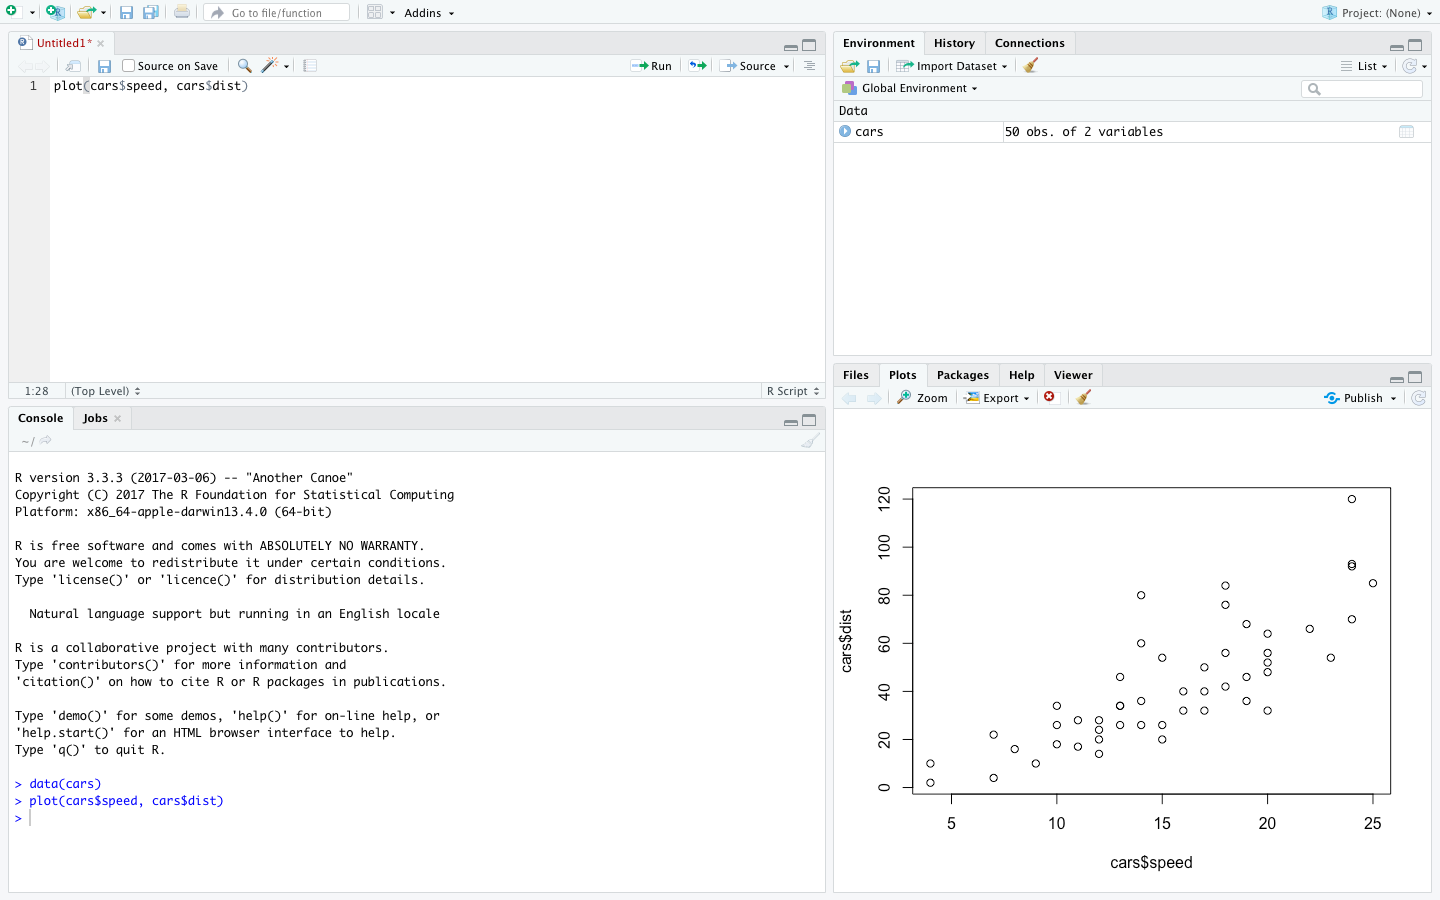 Go to file/function
Addins
Project: (None)
Untitled1*
Source on Save
Run
Source
1 plot(cars$speed, cars$dist)
1:28 (Top Level)
R Script
Console Jobs
~/
R version 3.3.3 (2017-03-06) -- "Another Canoe"
Copyright (C) 2017 The R Foundation for Statistical Computing
Platform: x86_64-apple-darwin13.4.0 (64-bit)
R is free software and comes with ABSOLUTELY NO WARRANTY.
You are welcome to redistribute it under certain conditions.
Type 'license()' or 'licence()' for distribution details.
Natural language support but running in an English locale
R is a collaborative project with many contributors.
Type 'contributors()' for more information and
'citation()' on how to cite R or R packages in publications.
Type 'demo()' for some demos, 'help()' for on-line help, or
'help.start()' for an HTML browser interface to help.
Type 'q()' to quit R.
> data(cars)
> plot(cars$speed, cars$dist)
>
Environment History Connections
Import Dataset
List
Global Environment
Data
cars 50 obs. of 2 variables
Files Plots Packages Help Viewer
Zoom Export
Publish
120
100
80
60
40
20
0
cars$dist
5 10 15 20 25
cars$speed